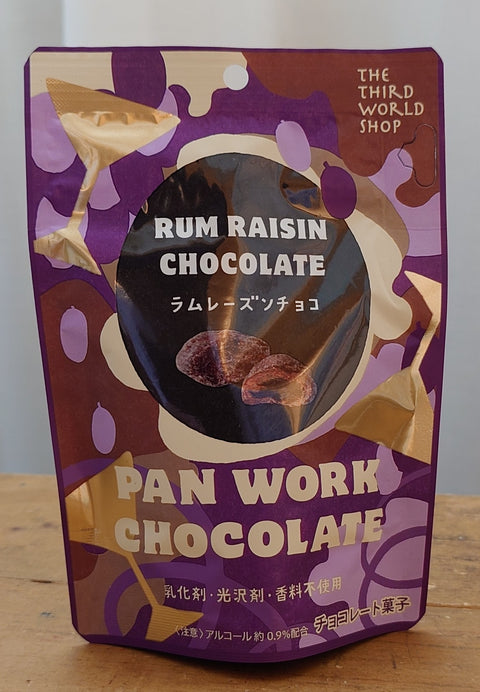 THE
THIRD
WORLD
SHOP
RUM RAISIN
CHOCOLATE
ラムレーズンチョコ
PAN WORK
CHOCOLATE
乳化剤・光沢剤・香料不使用
〈注意〉アルコール 約 0.9%配合
チョコレート菓子